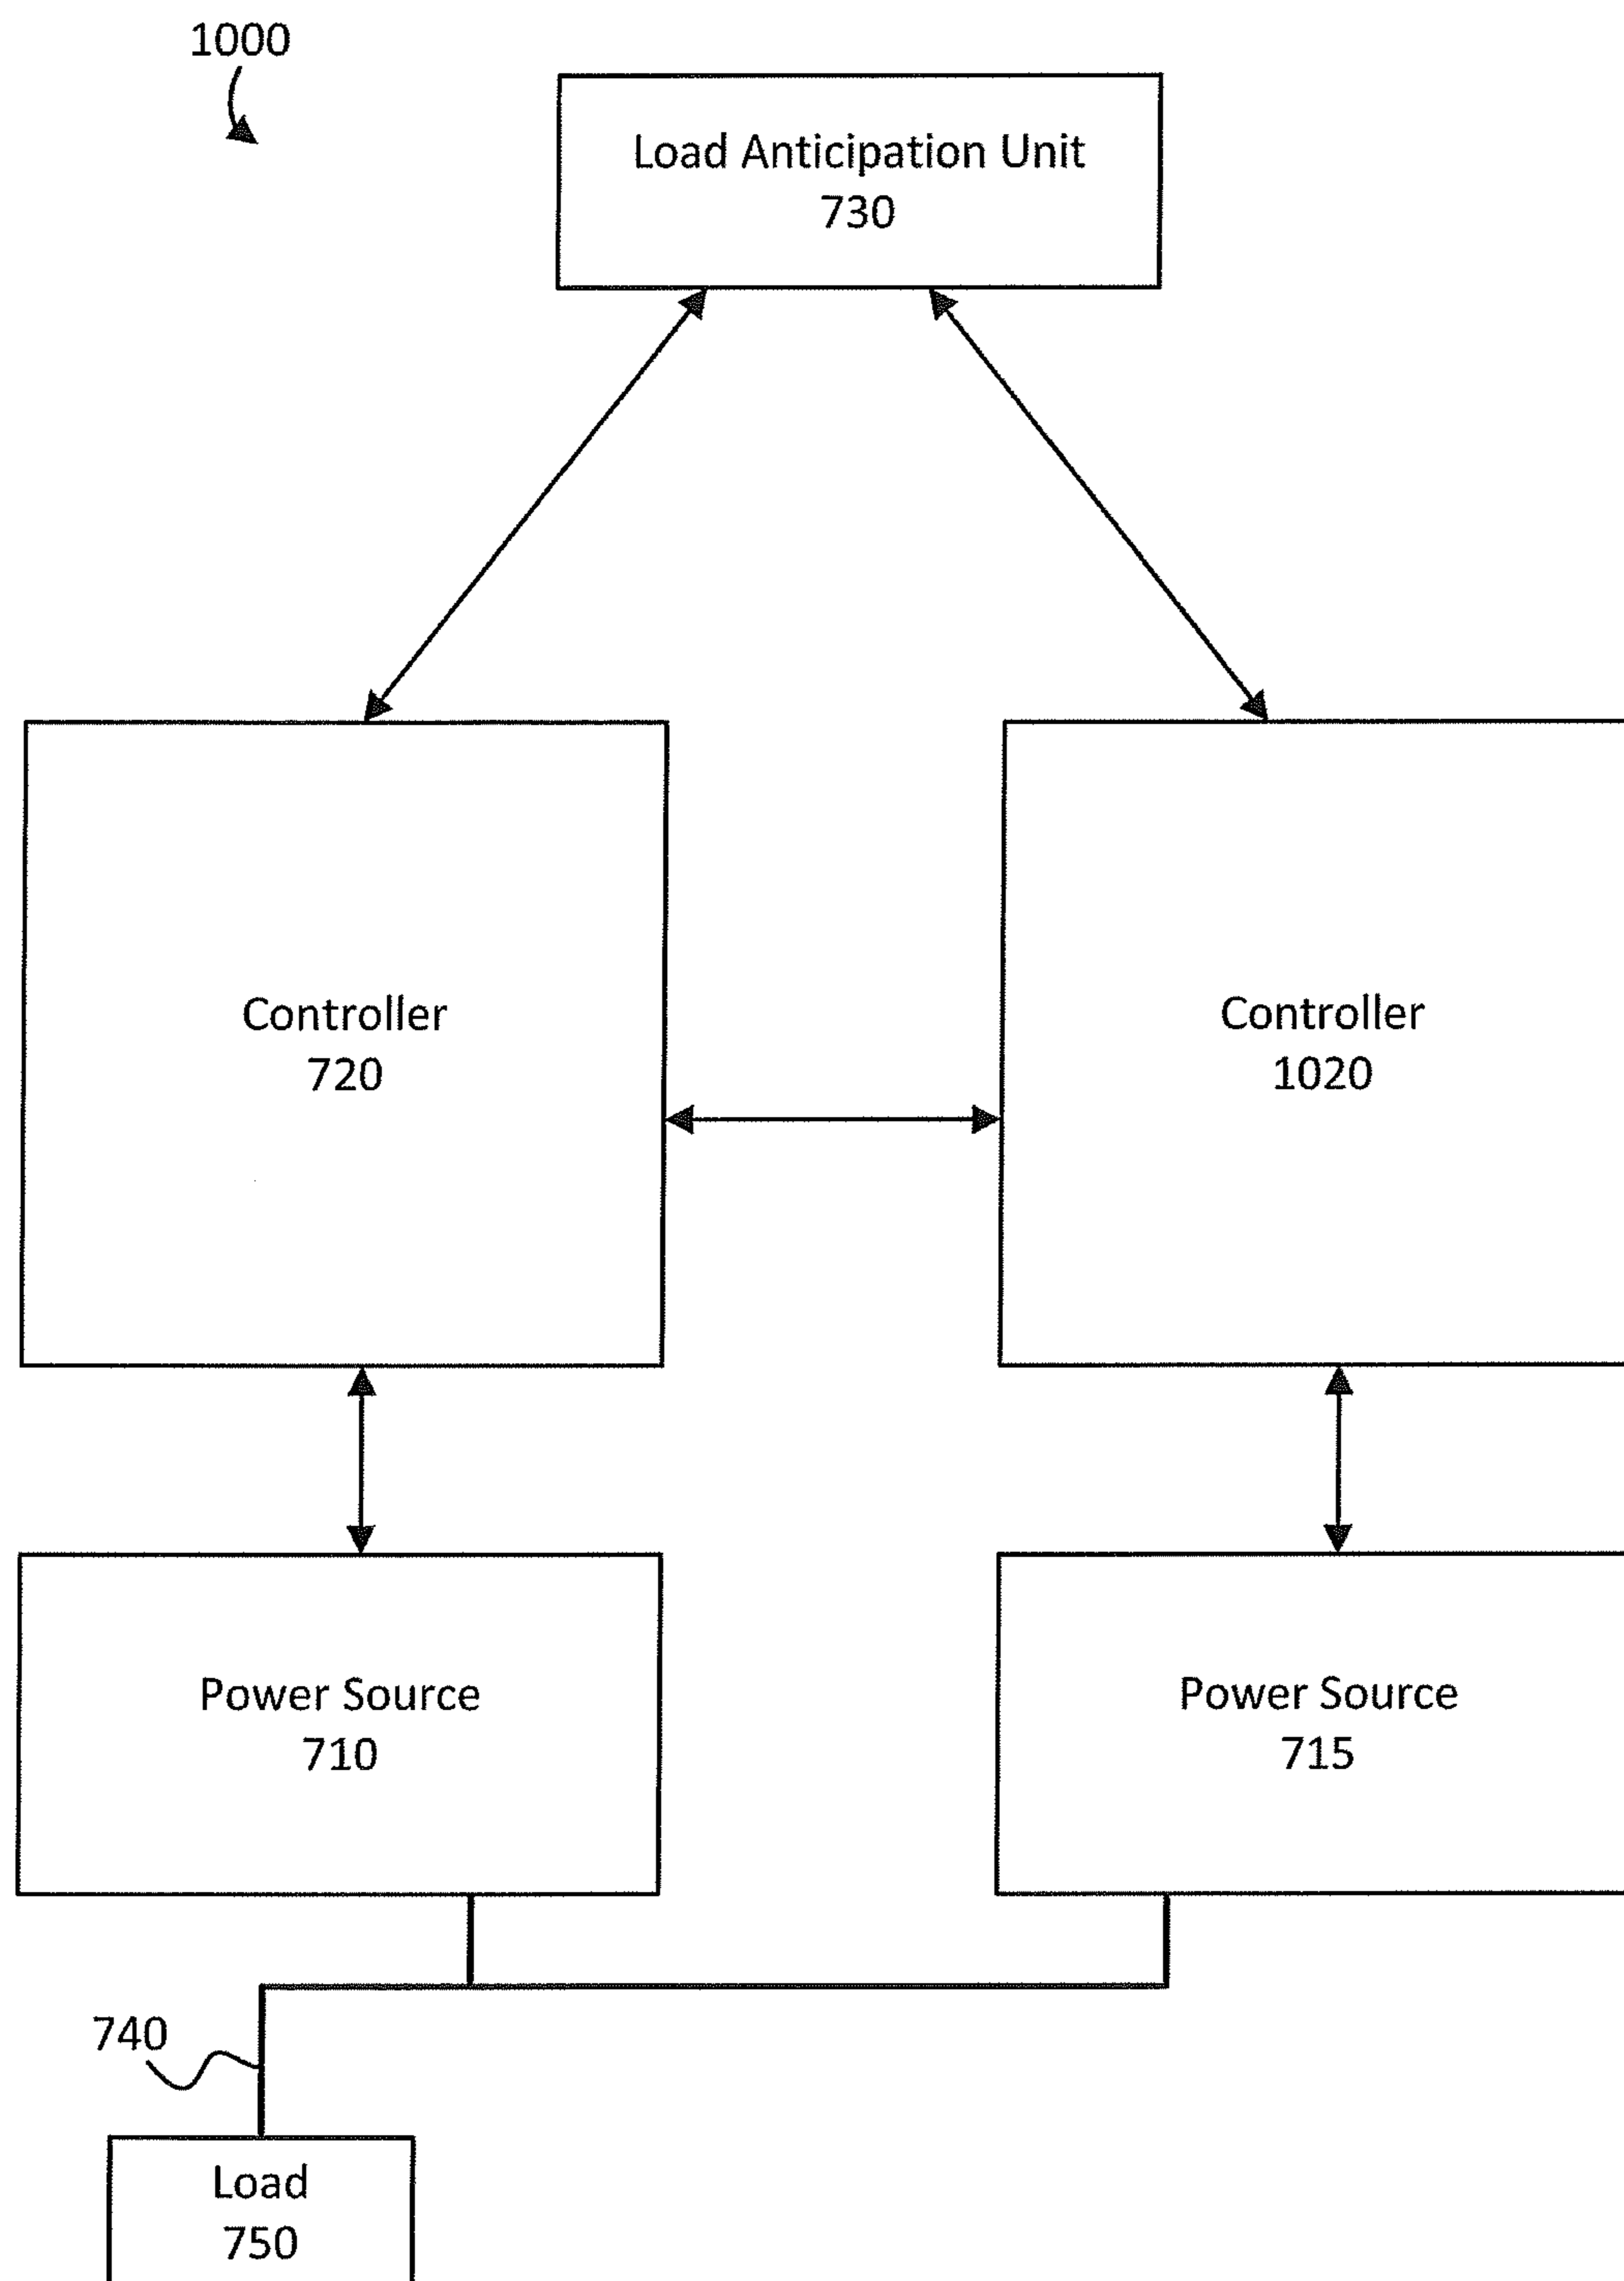 1000
Load Anticipation Unit
730
Controller
720
Controller
1020
Power Source
710
Power Source
715
740
Load
750